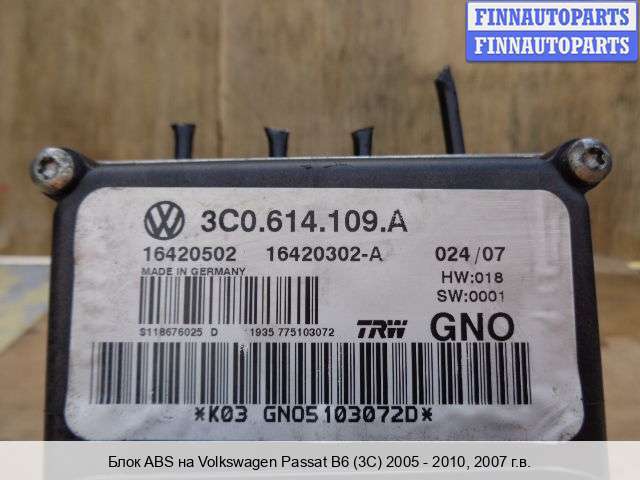 FINNAUTOPARTS
FINNAUTOPARTS
3C0.614.109.A
16420502 16420302-A 024/07
MADE IN GERMANY
HW:018
SW:0001
S118676025 D 1935 775103072 TRW GNO
*K03 GNO5103072D*
Блок ABS на Volkswagen Passat B6 (3C) 2005 - 2010, 2007 г.в.